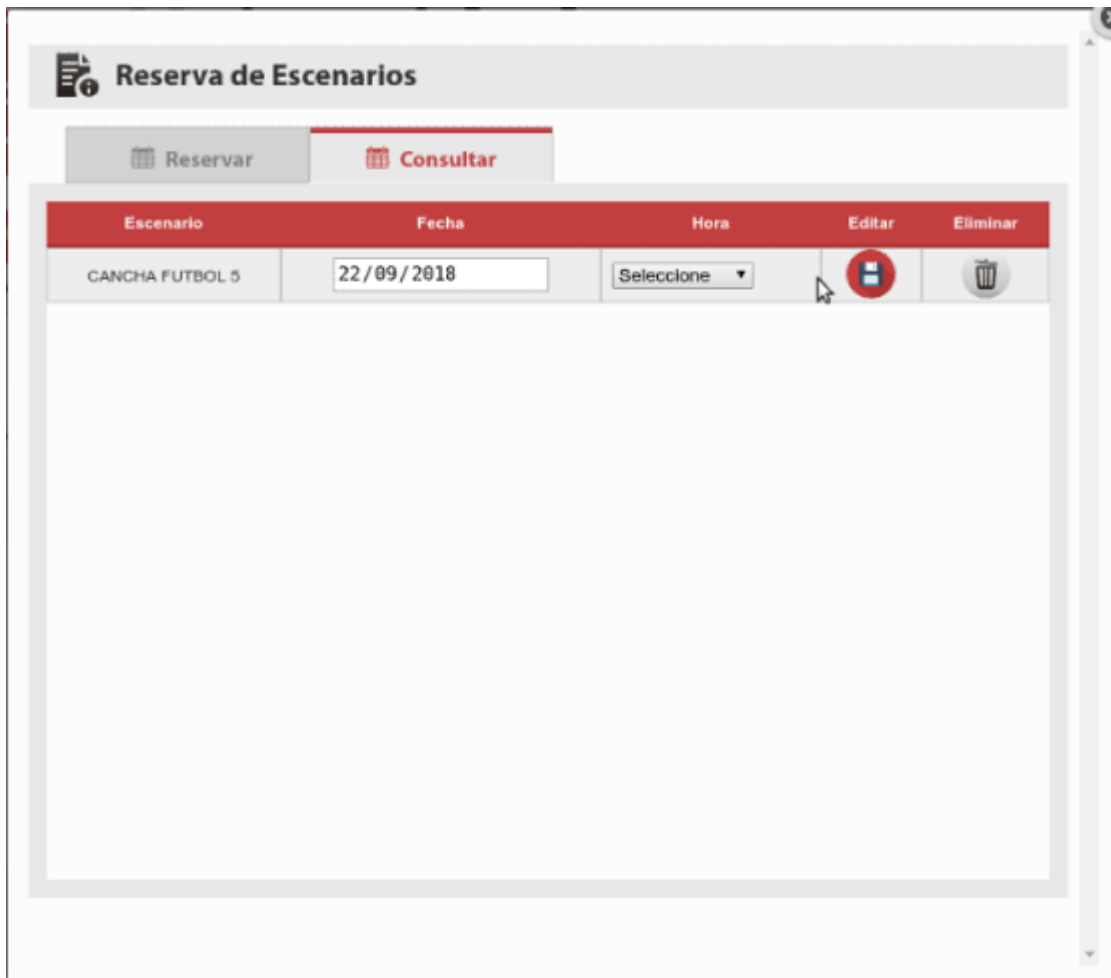 Reserva de Escenarios
Reservar Consultar
Escenario Fecha Hora Editar Eliminar
CANCHA FUTBOL 5 22/09/2018 Seleccione